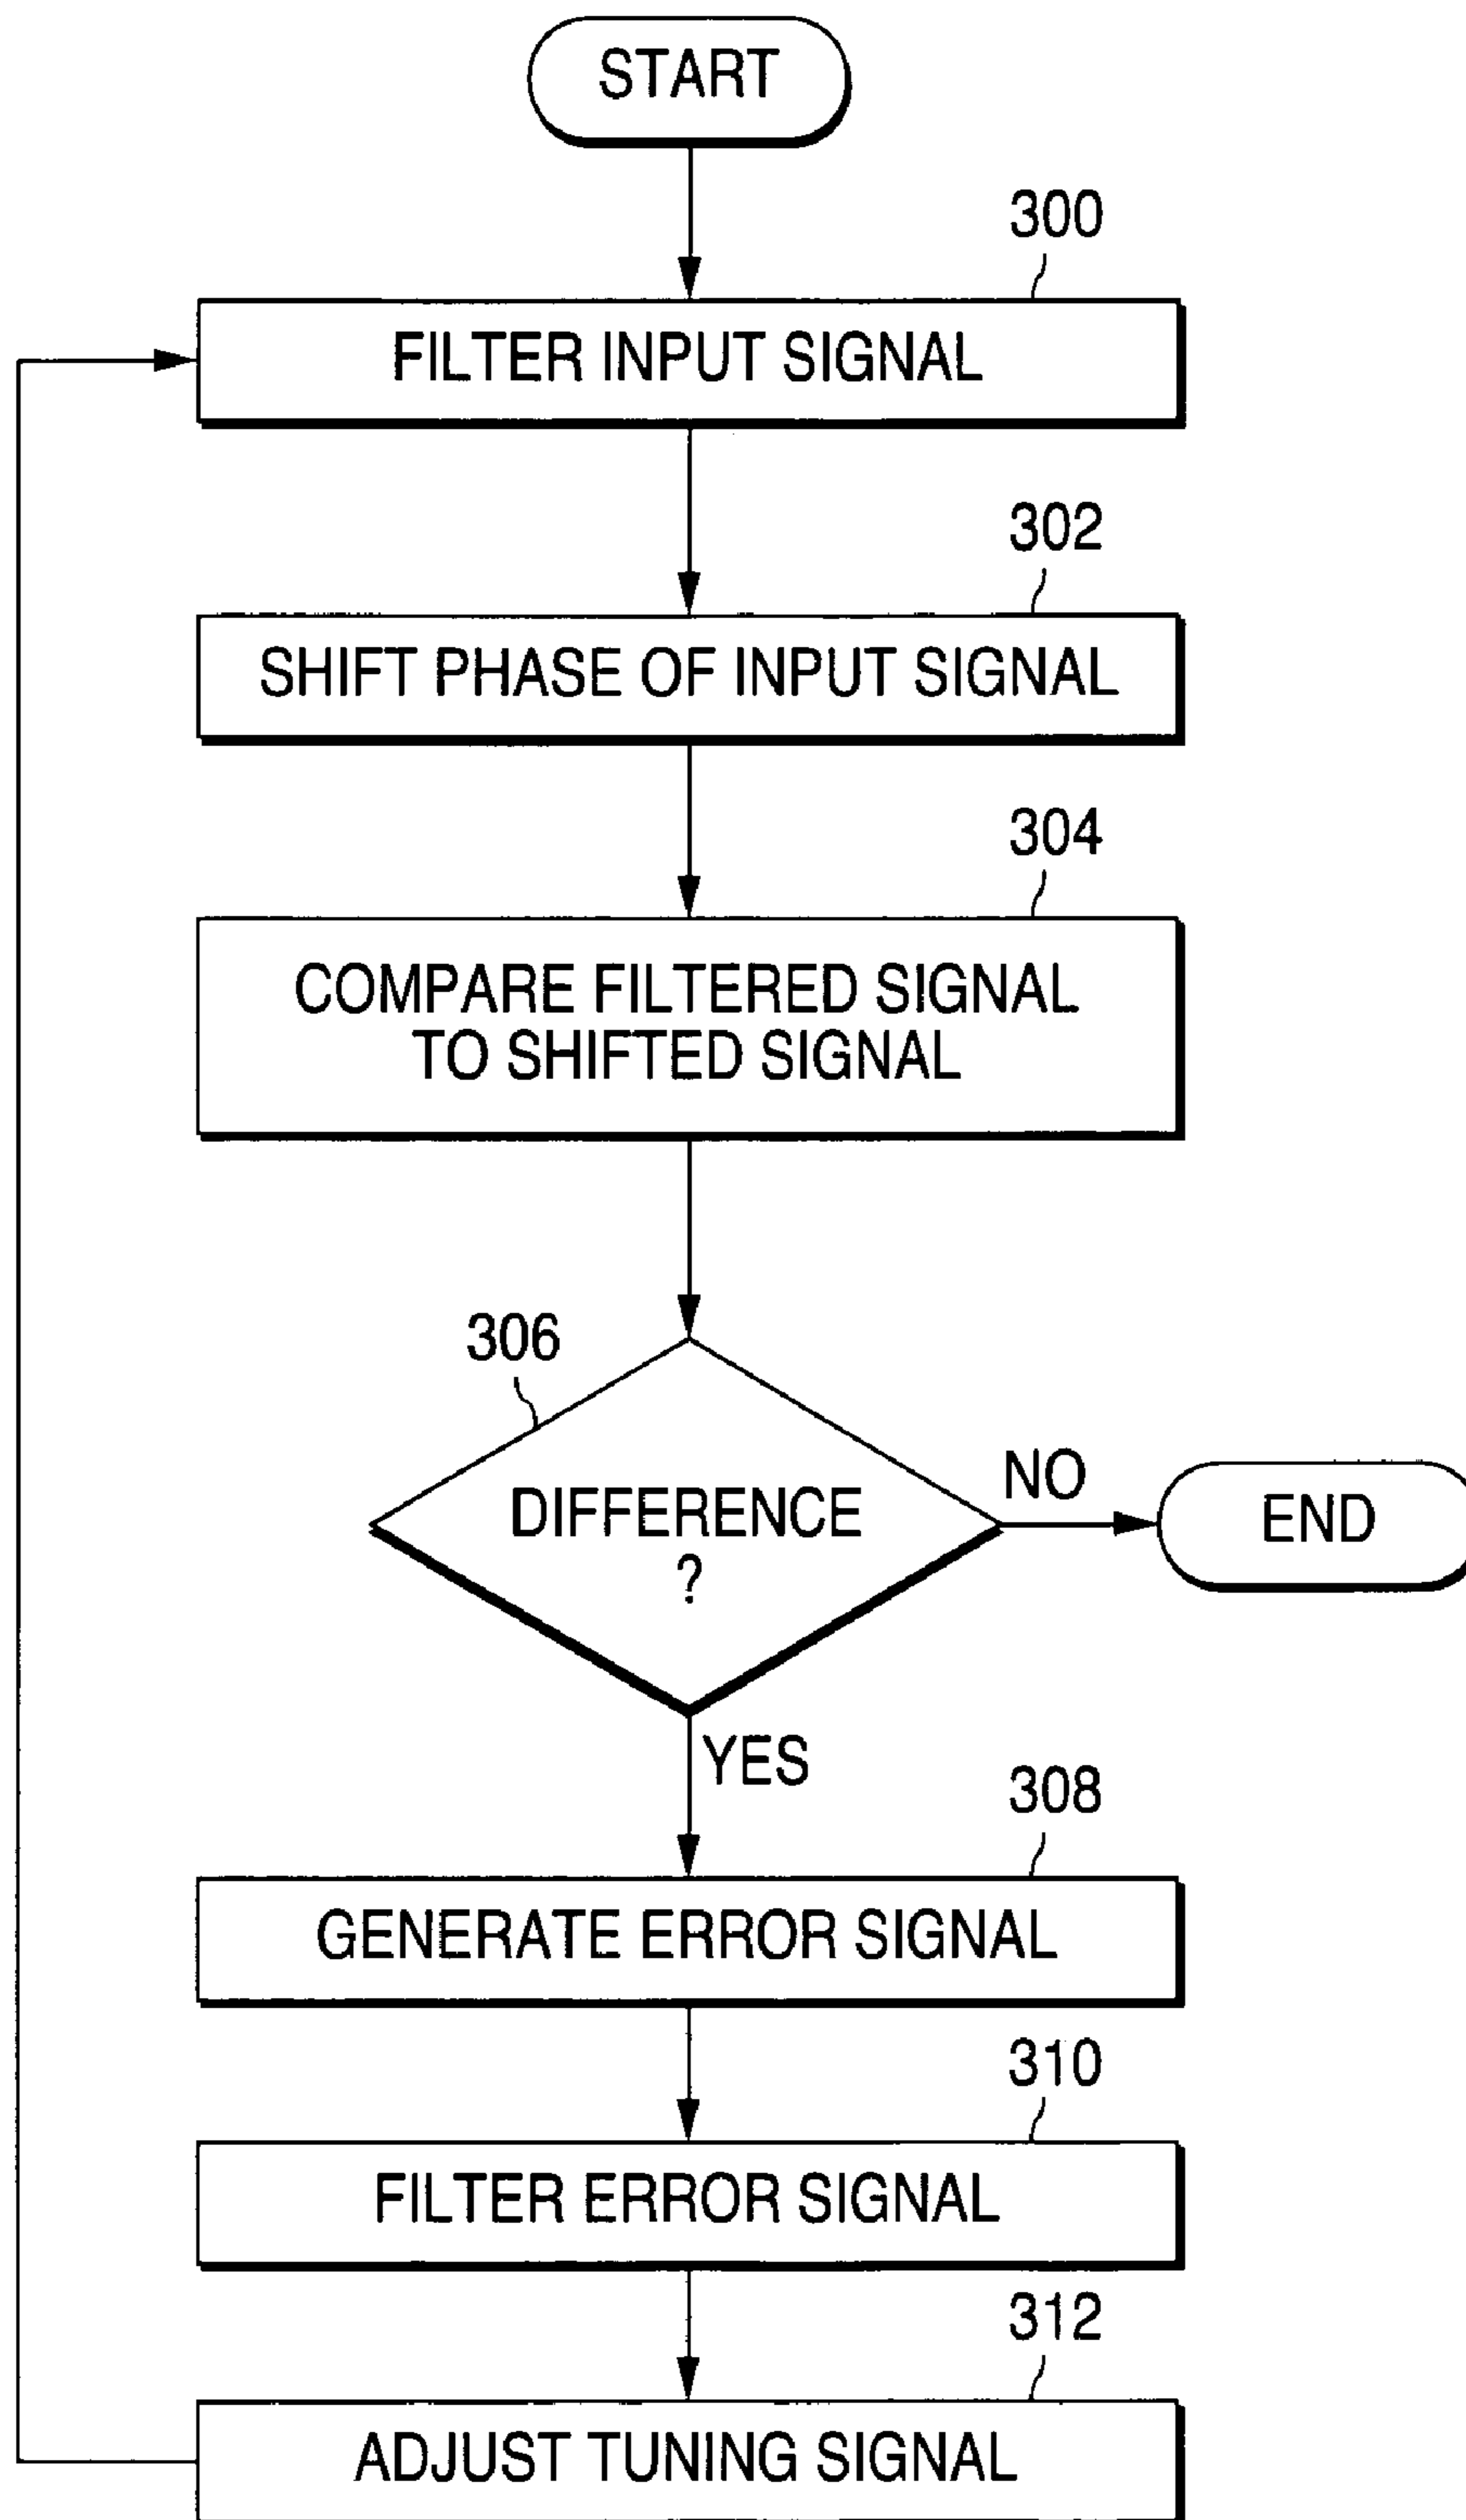 START
300
FILTER INPUT SIGNAL
302
SHIFT PHASE OF INPUT SIGNAL
304
COMPARE FILTERED SIGNAL
TO SHIFTED SIGNAL
306
DIFFERENCE
?
NO
END
YES
308
GENERATE ERROR SIGNAL
310
FILTER ERROR SIGNAL
312
ADJUST TUNING SIGNAL